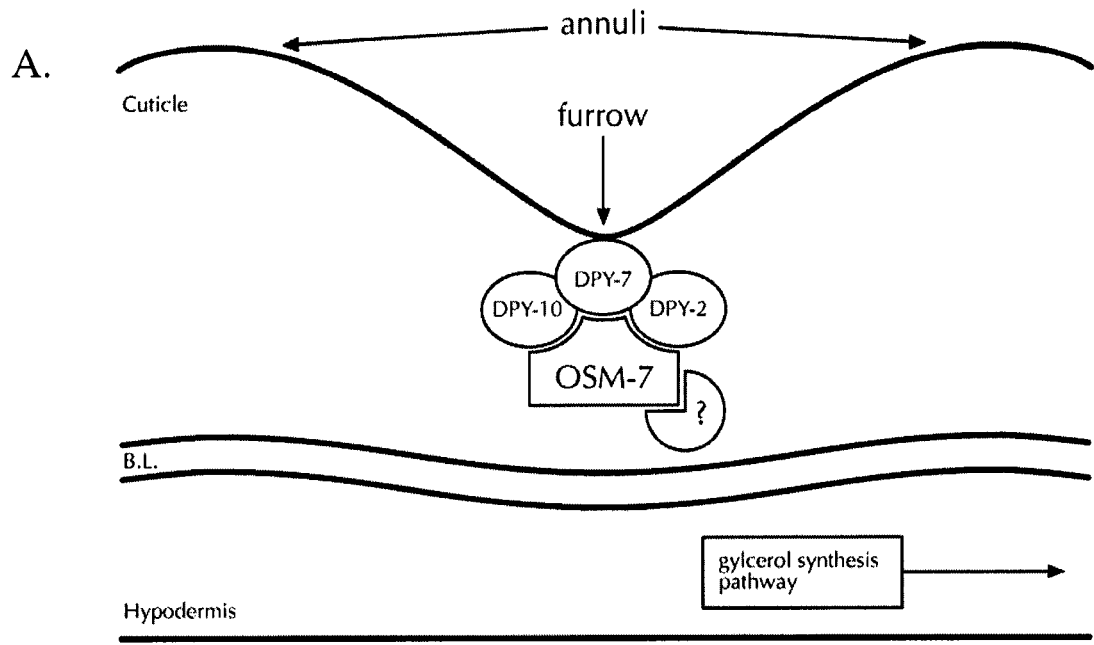 annuli
A.
Cuticle
furrow
DPY-7
DPY-10
DPY-2
OSM-7
?
B.L.
gylcerol synthesis
pathway
Hypodermis